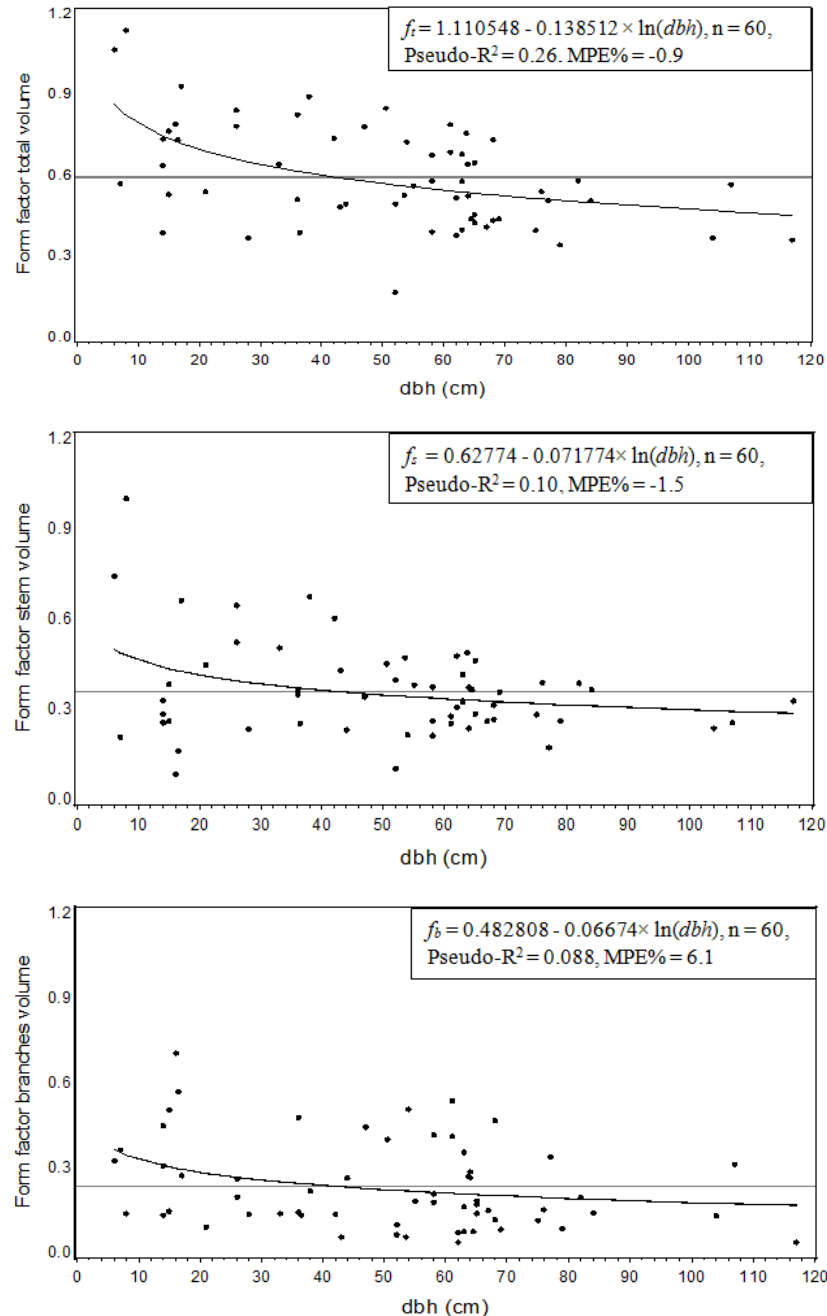 1.2
0.9
0.6
0.3
0.0
Form factor total volume
fₜ = 1.110548 - 0.138512 × ln(dbh), n = 60,
Pseudo-R² = 0.26. MPE% = -0.9
0 10 20 30 40 50 60 70 80 90 100 110 120
dbh (cm)
1.2
0.9
0.6
0.3
0.0
Form factor stem volume
fₛ = 0.62774 - 0.071774× ln(dbh), n = 60,
Pseudo-R² = 0.10, MPE% = -1.5
0 10 20 30 40 50 60 70 80 90 100 110 120
dbh (cm)
1.2
0.9
0.6
0.3
0.0
Form factor branches volume
f_b = 0.482808 - 0.06674× ln(dbh), n = 60,
Pseudo-R² = 0.088, MPE% = 6.1
0 10 20 30 40 50 60 70 80 90 100 110 120
dbh (cm)